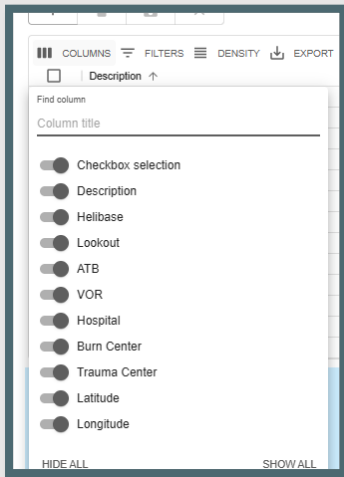 COLUMNS FILTERS DENSITY EXPORT
Description ↑
Find column
Column title
Checkbox selection
Description
Helibase
Lookout
ATB
VOR
Hospital
Burn Center
Trauma Center
Latitude
Longitude
HIDE ALL SHOW ALL